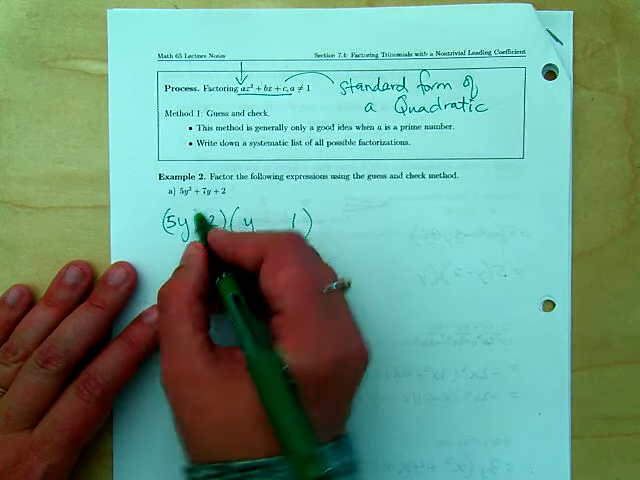 Math 65 Lecture Notes Section 7.4: Factoring Trinomials with a Nontrivial Leading Coefficient
Process. Factoring ax² + bx + c, a ≠ 1
standard form of
a Quadratic
Method 1: Guess and check.
• This method is generally only a good idea when a is a prime number.
• Write down a systematic list of all possible factorizations.
Example 2. Factor the following expressions using the guess and check method.
a) 5y² + 7y + 2
(5y 2)(y 1)